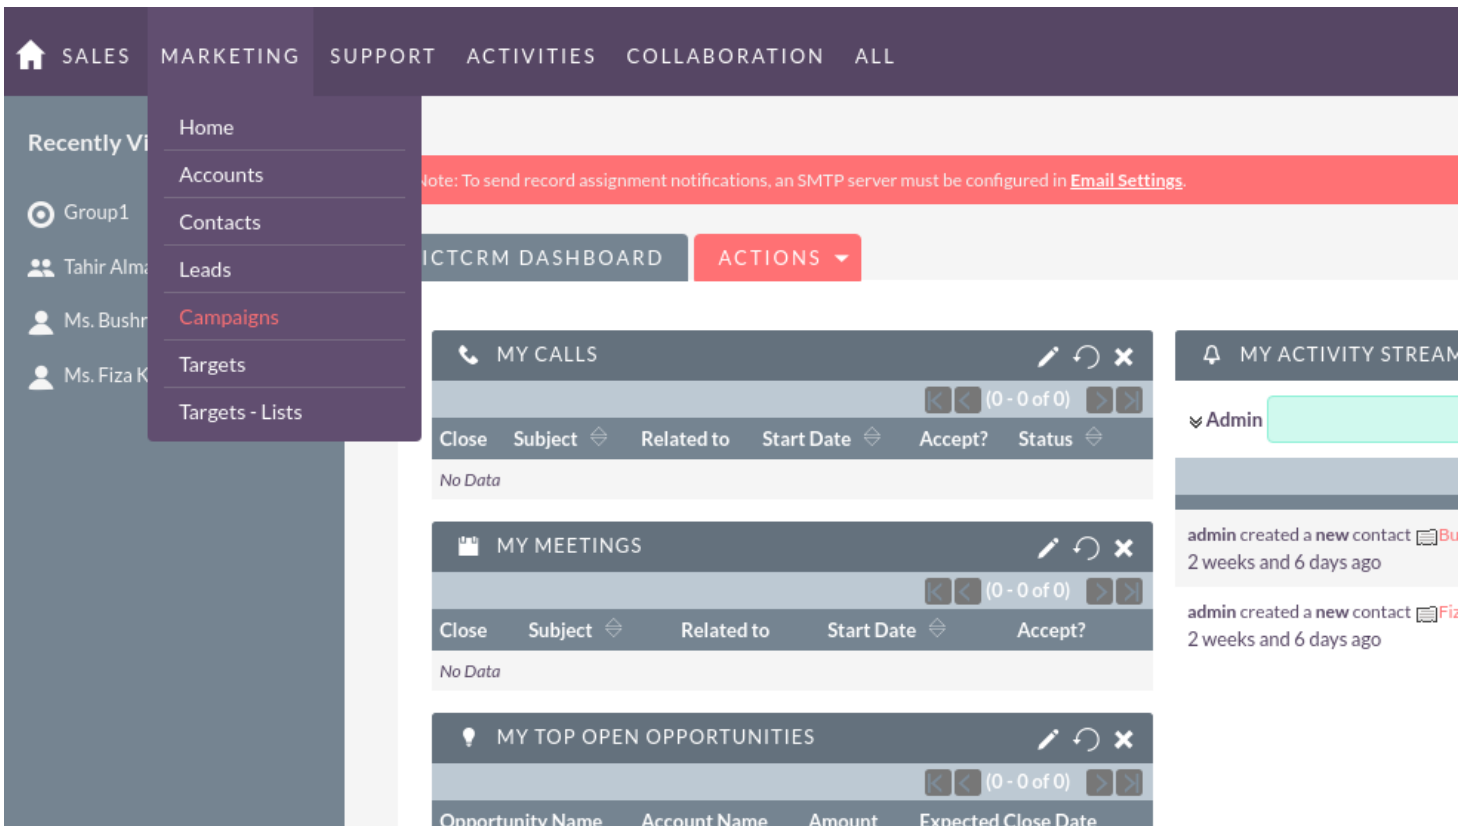 SALES MARKETING SUPPORT ACTIVITIES COLLABORATION ALL
Home
Accounts
Contacts
Leads
Campaigns
Targets
Targets - Lists
Recently Vi
Group1
Tahir Alma
Ms. Bushr
Ms. Fiza K
Note: To send record assignment notifications, an SMTP server must be configured in Email Settings.
ICTCRM DASHBOARD ACTIONS
MY CALLS
(0 - 0 of 0)
Close Subject Related to Start Date Accept? Status
No Data
MY MEETINGS
(0 - 0 of 0)
Close Subject Related to Start Date Accept?
No Data
MY TOP OPEN OPPORTUNITIES
(0 - 0 of 0)
Opportunity Name Account Name Amount Expected Close Date
MY ACTIVITY STREAM
Admin
admin created a new contact Bu
2 weeks and 6 days ago
admin created a new contact Fiz
2 weeks and 6 days ago